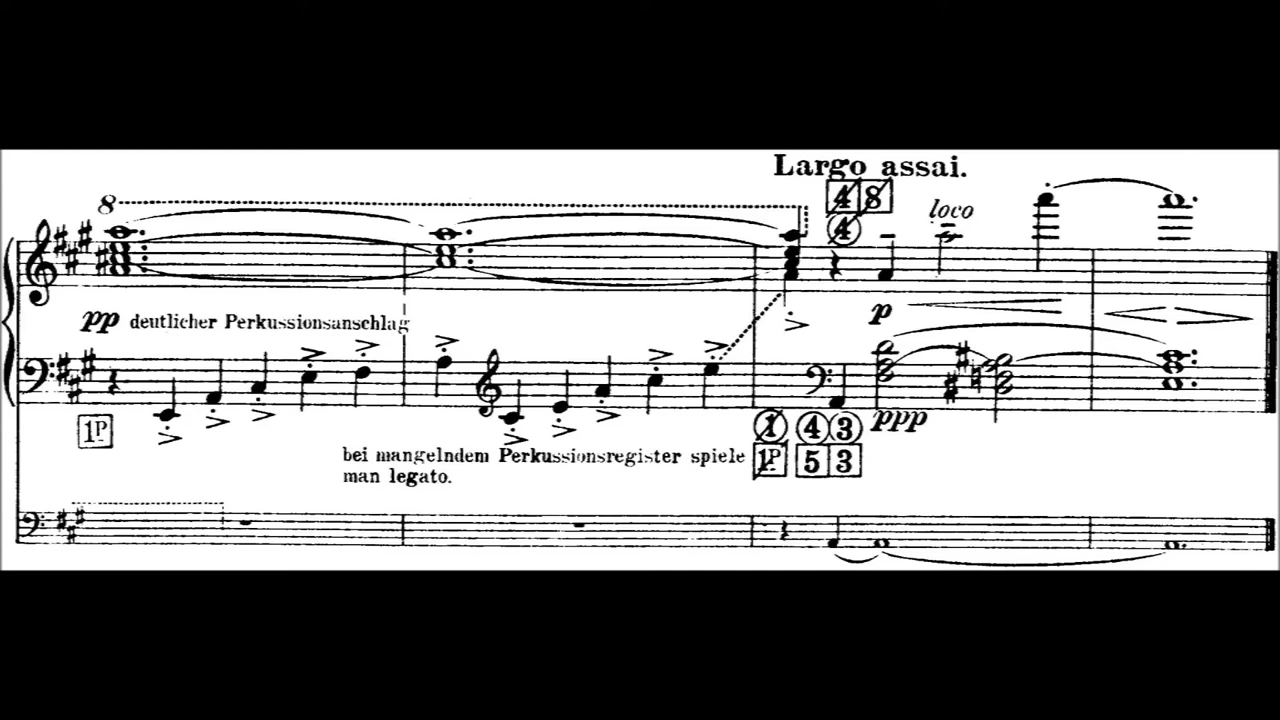 Largo assai.
8
4 8
4
loco
pp deutlicher Perkussionsanschlag
p
1P
ppp
1 4 3
bei mangelndem Perkussionsregister spiele
1P 5 3
man legato.